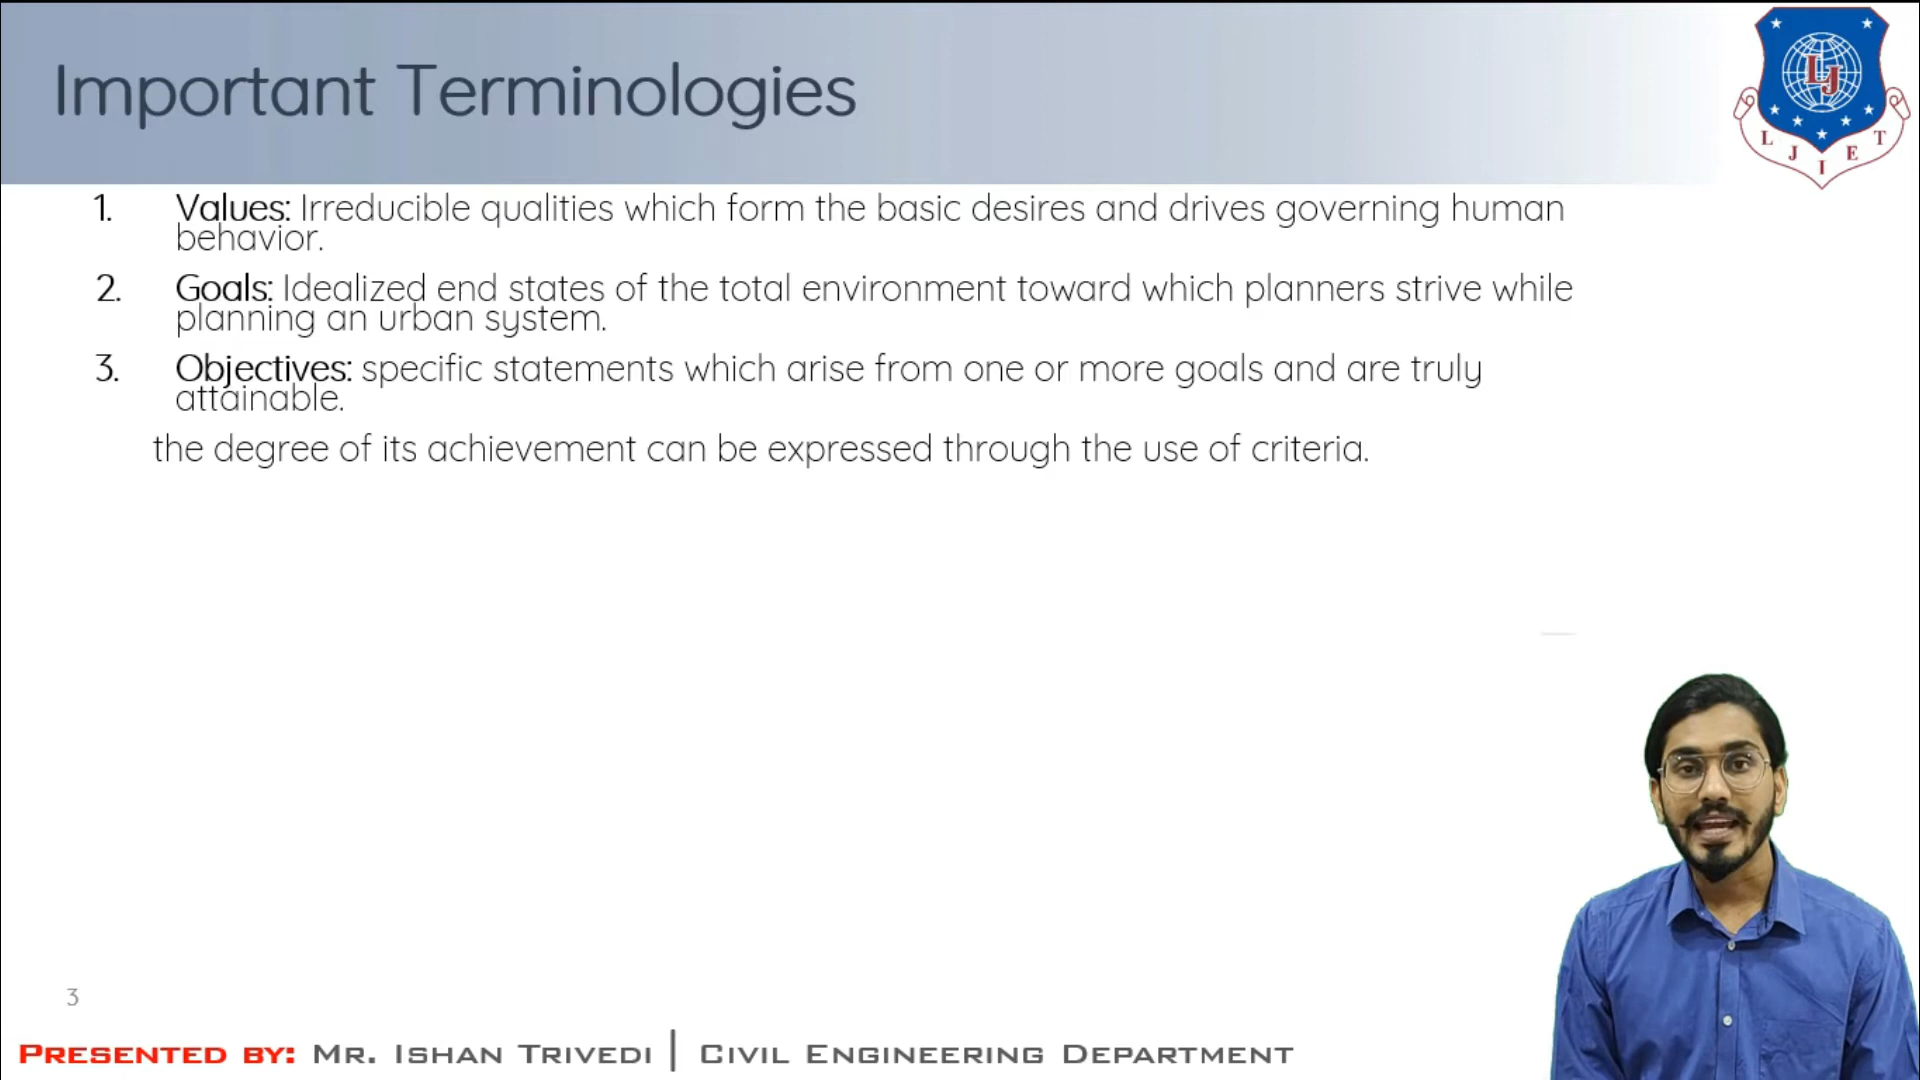 Important Terminologies
LJ
L J I E T
1. Values: Irreducible qualities which form the basic desires and drives governing human
behavior.
2. Goals: Idealized end states of the total environment toward which planners strive while
planning an urban system.
3. Objectives: specific statements which arise from one or more goals and are truly
attainable.
the degree of its achievement can be expressed through the use of criteria.
3
PRESENTED BY: MR. ISHAN TRIVEDI | CIVIL ENGINEERING DEPARTMENT